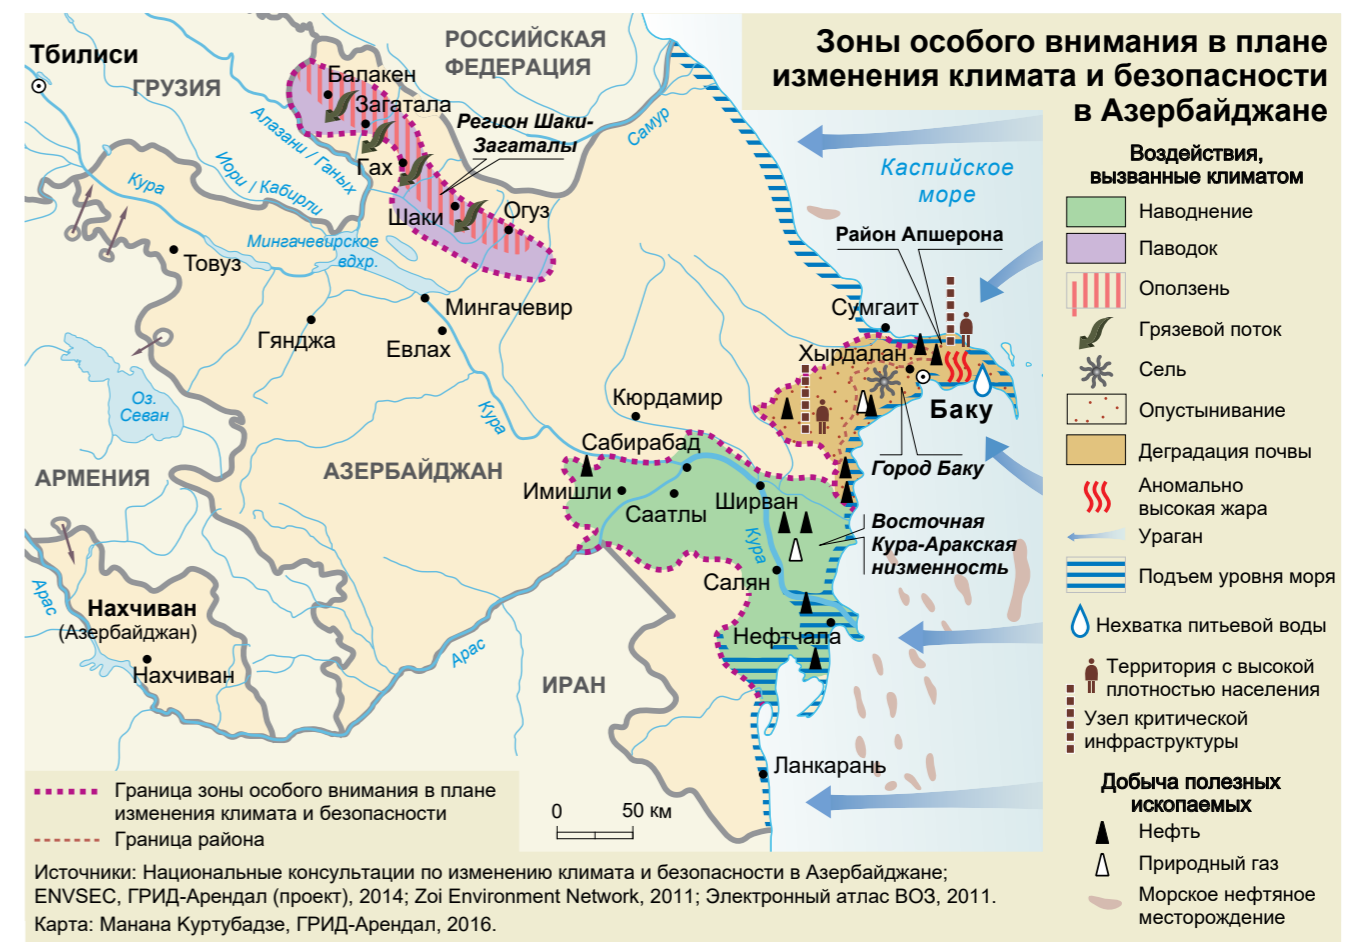 Зоны особого внимания в плане
изменения климата и безопасности
в Азербайджане
Тбилиси
ГРУЗИЯ
РОССИЙСКАЯ
ФЕДЕРАЦИЯ
Балакен
Загатала
Регион Шаки-
Загаталы
Самур
Алазани / Ганых
Иори / Кабирли
Кура
Гах
Шаки
Огуз
Мингачевирское
вдхр.
Товуз
Мингачевир
Гянджа
Евлах
Оз.
Севан
АРМЕНИЯ
АЗЕРБАЙДЖАН
Кура
Кюрдамир
Сабирабад
Имишли
Саатлы
Ширван
Кура
Салян
Нефтчала
Каспийское
море
Район Апшерона
Сумгаит
Хырдалан
Баку
Город Баку
Восточная
Кура-Аракская
низменность
Арас
Нахчиван
(Азербайджан)
Нахчиван
Арас
ИРАН
Ланкарань
Воздействия,
вызванные климатом
Наводнение
Паводок
Оползень
Грязевой поток
Сель
Опустынивание
Деградация почвы
Аномально
высокая жара
Ураган
Подъем уровня моря
Нехватка питьевой воды
Территория с высокой
плотностью населения
Узел критической
инфраструктуры
Добыча полезных
ископаемых
Нефть
Природный газ
Морское нефтяное
месторождение
Граница зоны особого внимания в плане
изменения климата и безопасности
Граница района
0 50 км
Источники: Национальные консультации по изменению климата и безопасности в Азербайджане;
ENVSEC, ГРИД-Арендал (проект), 2014; Zoi Environment Network, 2011; Электронный атлас ВОЗ, 2011.
Карта: Манана Куртубадзе, ГРИД-Арендал, 2016.